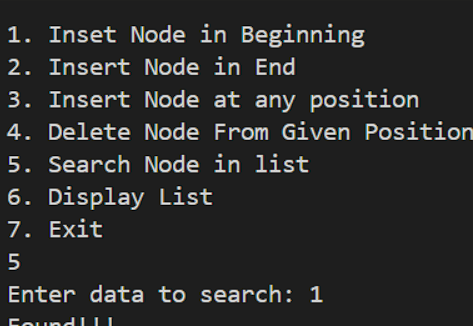 1. Inset Node in Beginning
2. Insert Node in End
3. Insert Node at any position
4. Delete Node From Given Position
5. Search Node in list
6. Display List
7. Exit
5
Enter data to search: 1
Found!!!